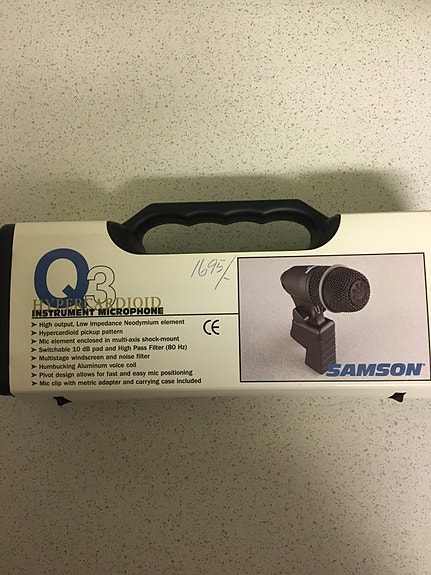 1695/-
Q3
HYPERCARDIOID
INSTRUMENT MICROPHONE
➤ High output, Low impedance Neodymium element
➤ Hypercardioid pickup pattern
➤ Mic element enclosed in multi-axis shock-mount
➤ Switchable 10 dB pad and High Pass Filter (80 Hz)
➤ Multistage windscreen and noise filter
➤ Humbucking Aluminum voice coil
➤ Pivot design allows for fast and easy mic positioning
➤ Mic clip with metric adapter and carrying case included
CE
SAMSON